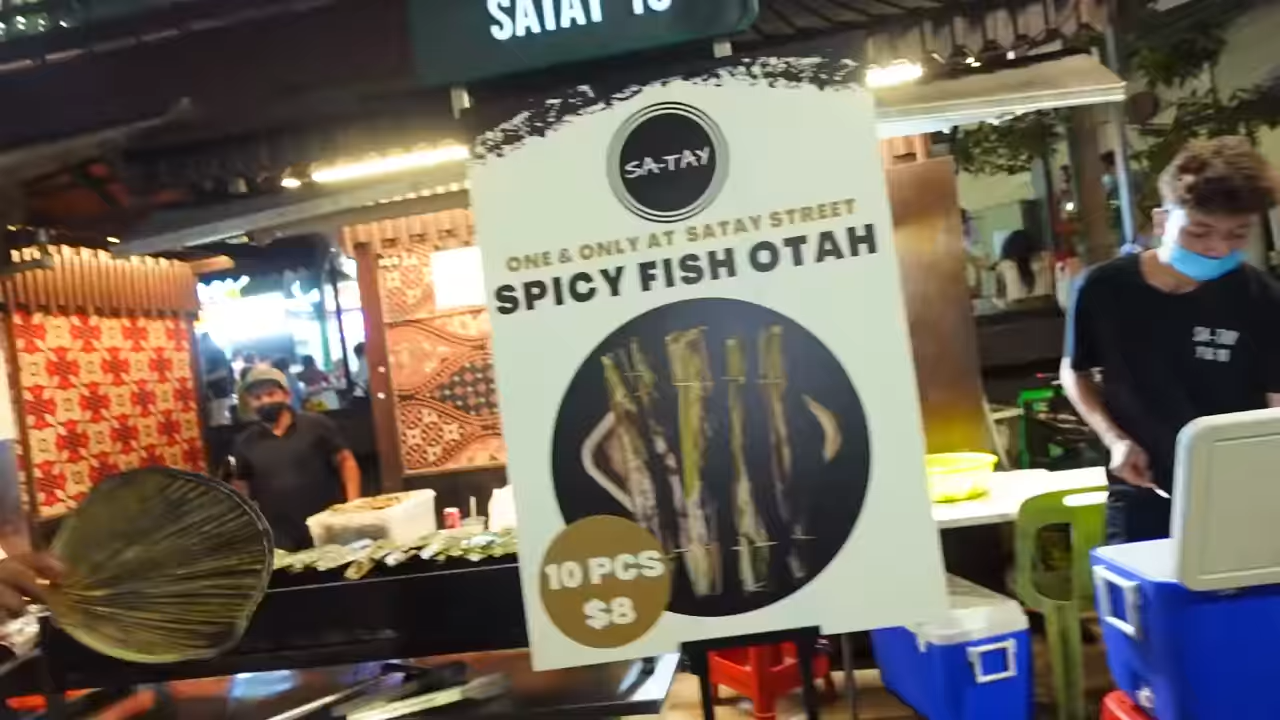 SATAY
SA-TAY
ONE & ONLY AT SATAY STREET
SPICY FISH OTAH
10 PCS
$8
SA-TAY